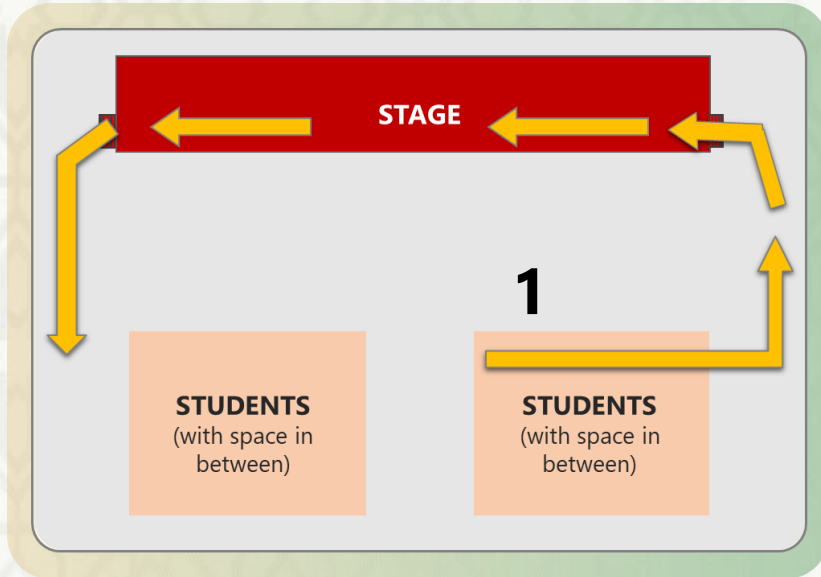 STAGE
1
STUDENTS
(with space in
between)
STUDENTS
(with space in
between)